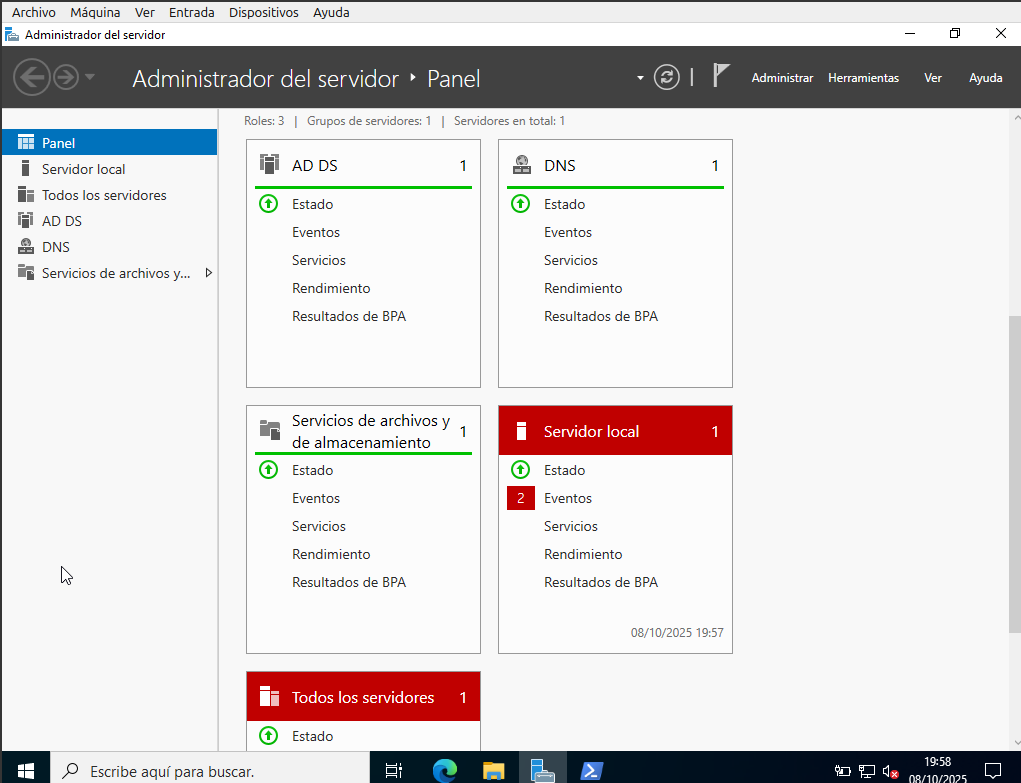 Archivo Máquina Ver Entrada Dispositivos Ayuda
Administrador del servidor
Administrador del servidor Panel
Administrar Herramientas Ver Ayuda
Panel
Servidor local
Todos los servidores
AD DS
DNS
Servicios de archivos y...
Roles: 3 | Grupos de servidores: 1 | Servidores en total: 1
AD DS 1
Estado
Eventos
Servicios
Rendimiento
Resultados de BPA
DNS 1
Estado
Eventos
Servicios
Rendimiento
Resultados de BPA
Servicios de archivos y
de almacenamiento 1
Estado
Eventos
Servicios
Rendimiento
Resultados de BPA
Servidor local 1
Estado
2 Eventos
Servicios
Rendimiento
Resultados de BPA
08/10/2025 19:57
Todos los servidores 1
Estado
Escribe aquí para buscar.
19:58
08/10/2025